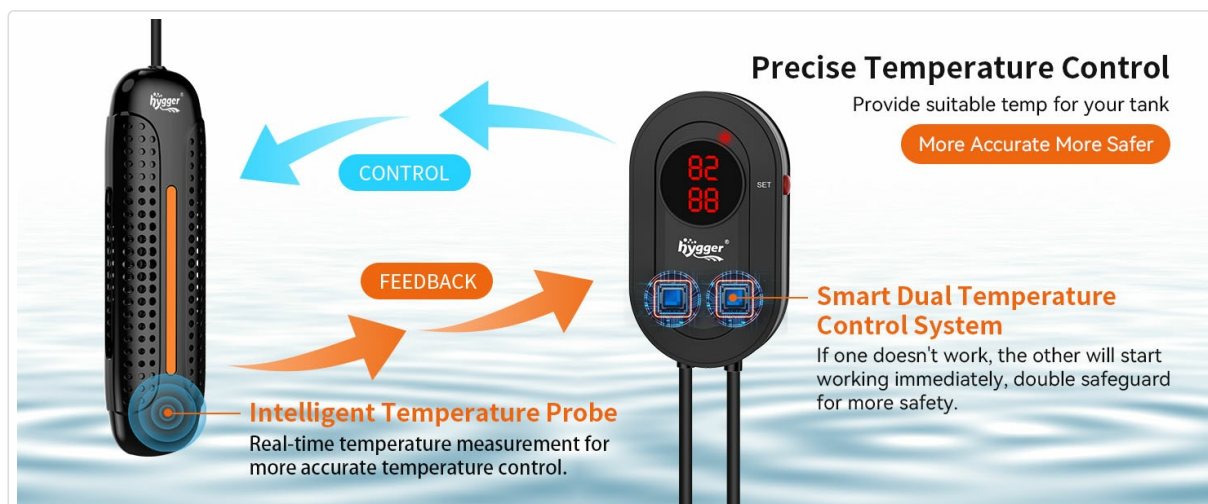 hygger
Precise Temperature Control
Provide suitable temp for your tank
More Accurate More Safer
CONTROL
82
88
SET
hygger
FEEDBACK
Smart Dual Temperature
Control System
If one doesn't work, the other will start
working immediately, double safeguard
for more safety.
Intelligent Temperature Probe
Real-time temperature measurement for
more accurate temperature control.